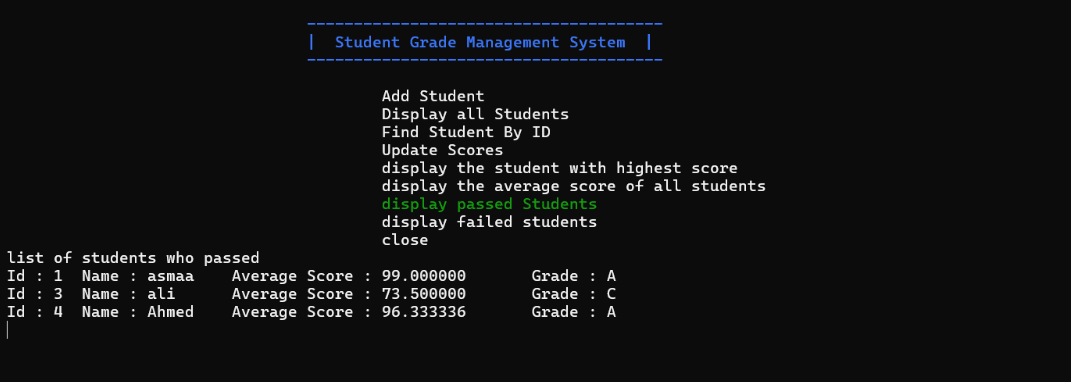 --------------------------------------
|  Student Grade Management System  |
--------------------------------------
Add Student
Display all Students
Find Student By ID
Update Scores
display the student with highest score
display the average score of all students
display passed Students
display failed students
close
list of students who passed
Id : 1  Name : asmaa    Average Score : 99.000000       Grade : A
Id : 3  Name : ali      Average Score : 73.500000       Grade : C
Id : 4  Name : Ahmed    Average Score : 96.333336       Grade : A